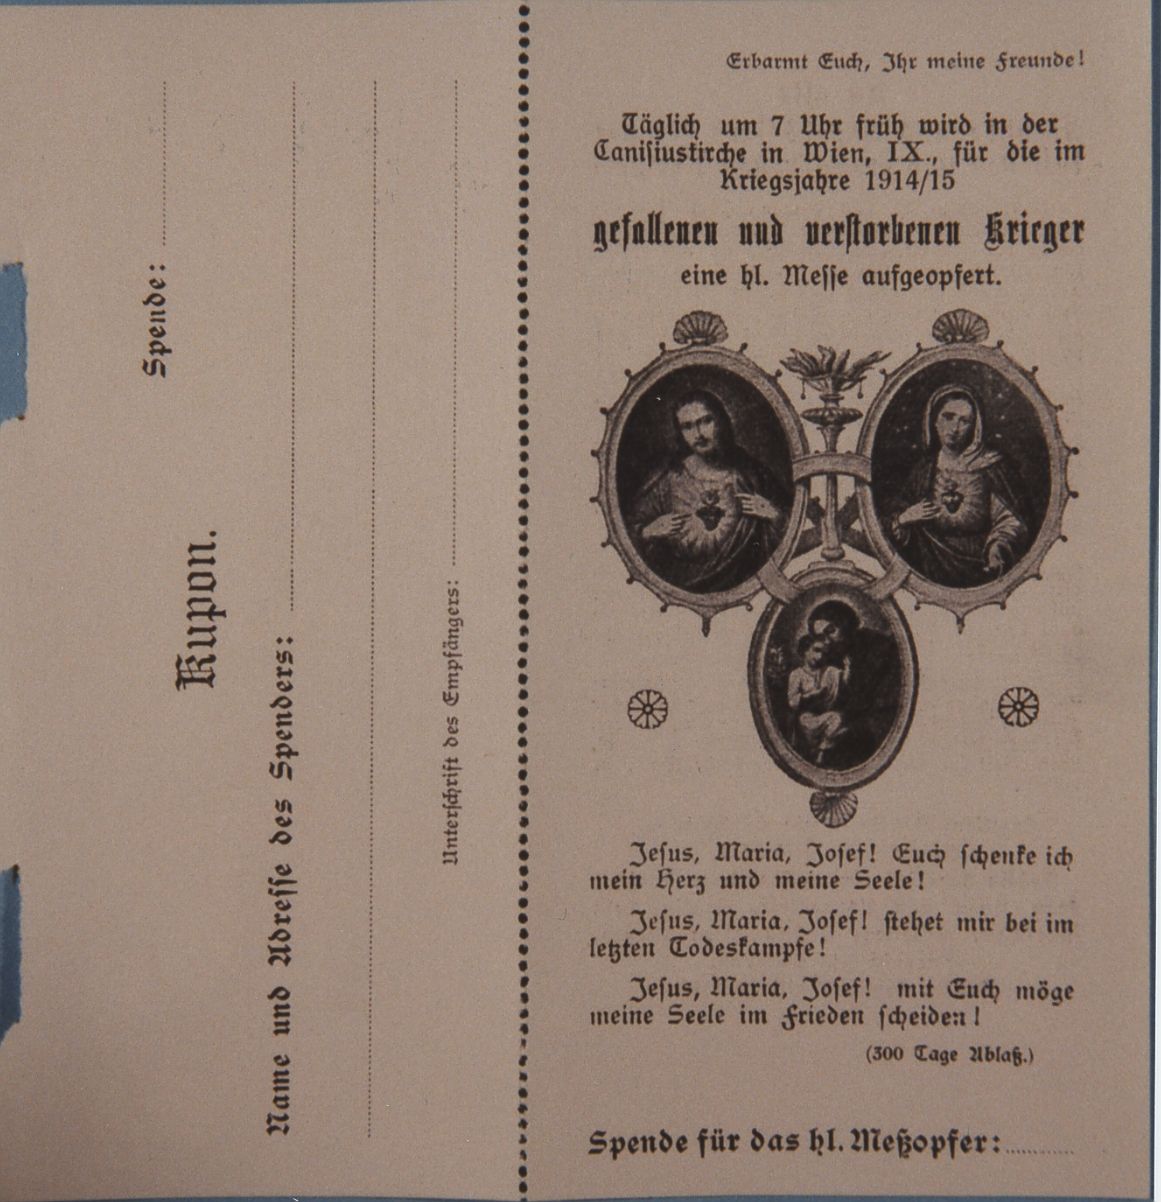 Spende:
Kupon.
Name und Adresse des Spenders:
Unterschrift des Empfängers:
Erbarmt Euch, Ihr meine Freunde!
Täglich um 7 Uhr früh wird in der
Canisiuskirche in Wien, IX., für die im
Kriegsjahre 1914/15
gefallenen und verstorbenen Krieger
eine hl. Messe aufgeopfert.
Jesus, Maria, Josef! Euch schenke ich
mein Herz und meine Seele!
Jesus, Maria, Josef! stehet mir bei im
letzten Todeskampfe!
Jesus, Maria, Josef! mit Euch möge
meine Seele im Frieden scheiden!
(300 Tage Ablaß.)
Spende für das hl. Meßopfer: